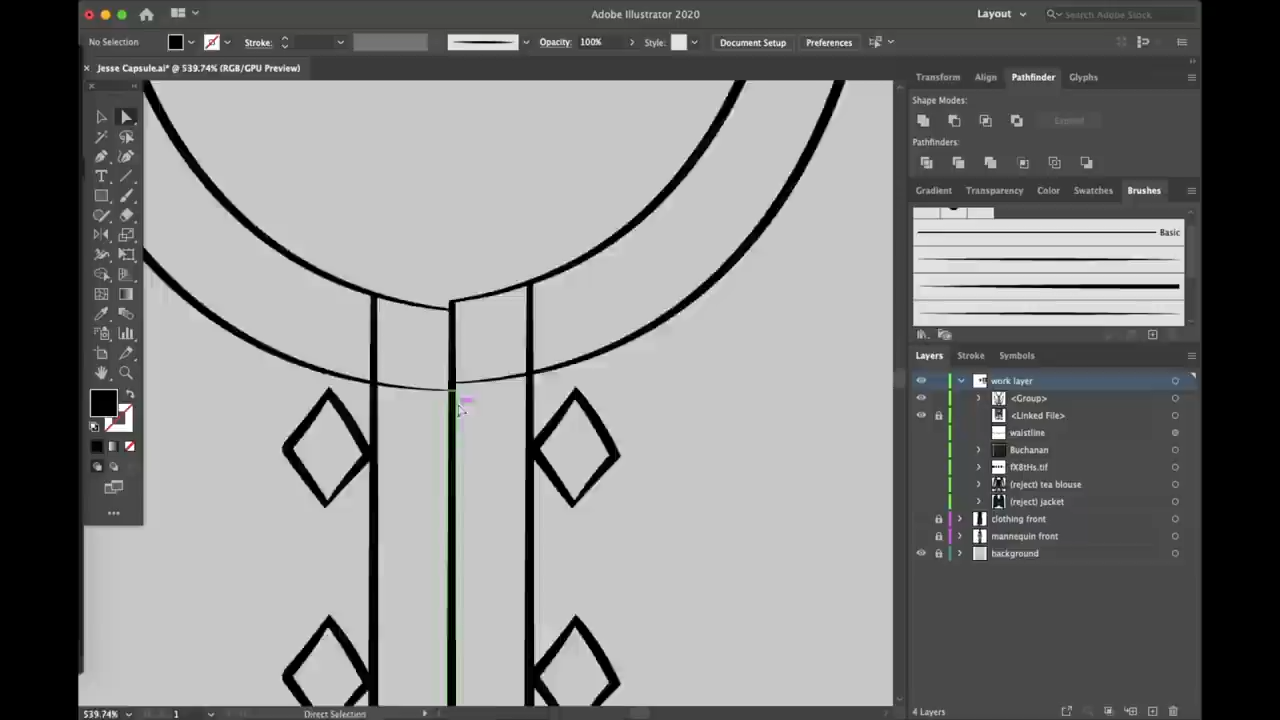 Adobe Illustrator 2020
Layout
Search Adobe Stock
No Selection
Stroke:
Opacity:
100%
Style:
Document Setup
Preferences
Jesse Capsule.ai* @ 539.74% (RGB/GPU Preview)
Transform
Align
Pathfinder
Glyphs
Shape Modes:
Expand
Pathfinders:
Gradient
Transparency
Color
Swatches
Brushes
Basic
Layers
Stroke
Symbols
work layer
<Group>
<Linked File>
waistline
Buchanan
fX8tHs.tif
(reject) tea blouse
(reject) jacket
clothing front
mannequin front
background
539.74%
1
Direct Selection
4 Layers